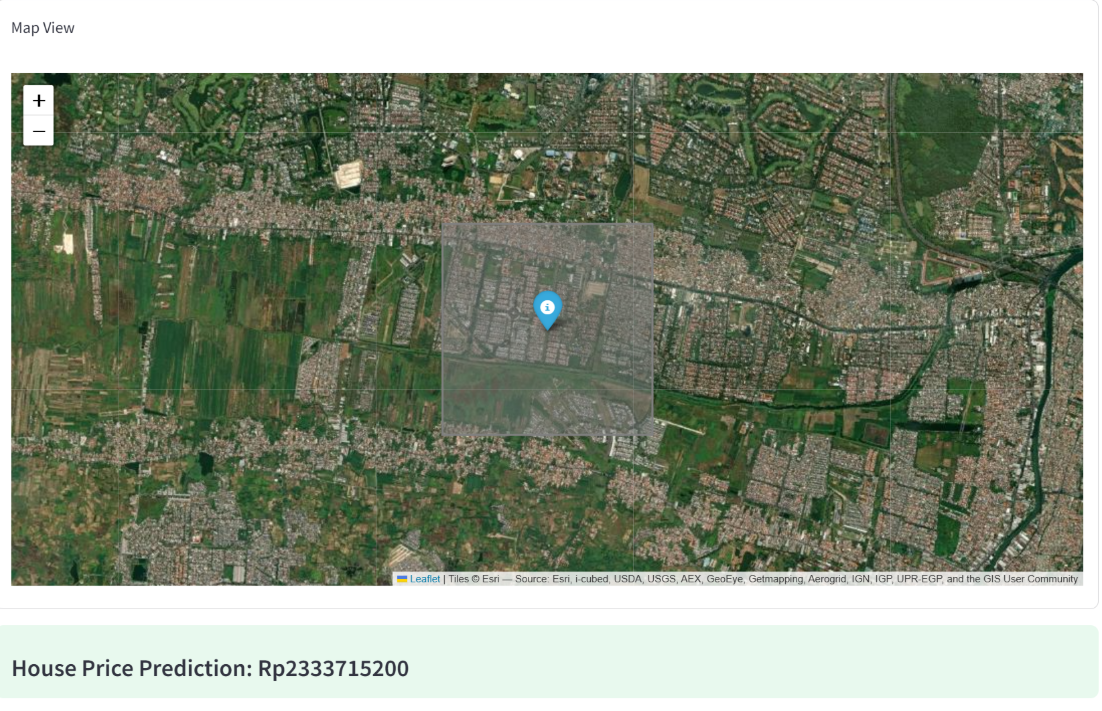 Map View
+
−
Leaflet | Tiles © Esri — Source: Esri, i-cubed, USDA, USGS, AEX, GeoEye, Getmapping, Aerogrid, IGN, IGP, UPR-EGP, and the GIS User Community
House Price Prediction: Rp2333715200